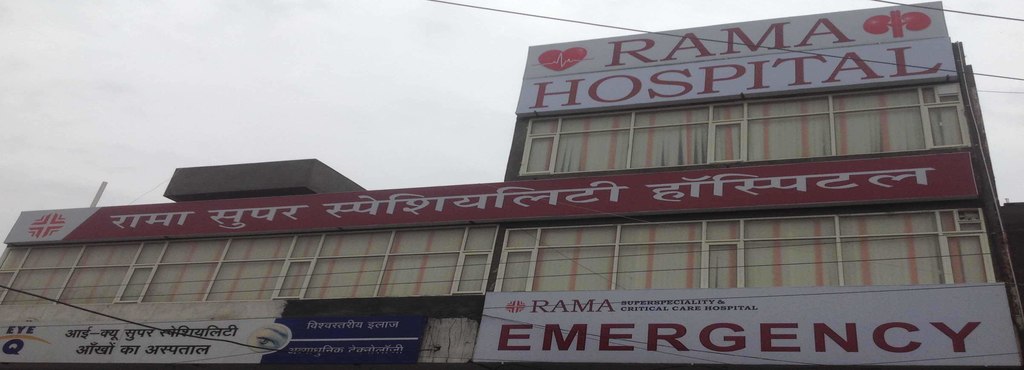 RAMA
HOSPITAL
रामा सुपर स्पेशियलिटी हॉस्पिटल
RAMA SUPERSPECIALITY &
CRITICAL CARE HOSPITAL
EMERGENCY
EYE
Q
आई-क्यू सुपर स्पेशियलिटी
आँखों का अस्पताल
विश्वस्तरीय इलाज
अत्याधुनिक टेक्नोलॉजी